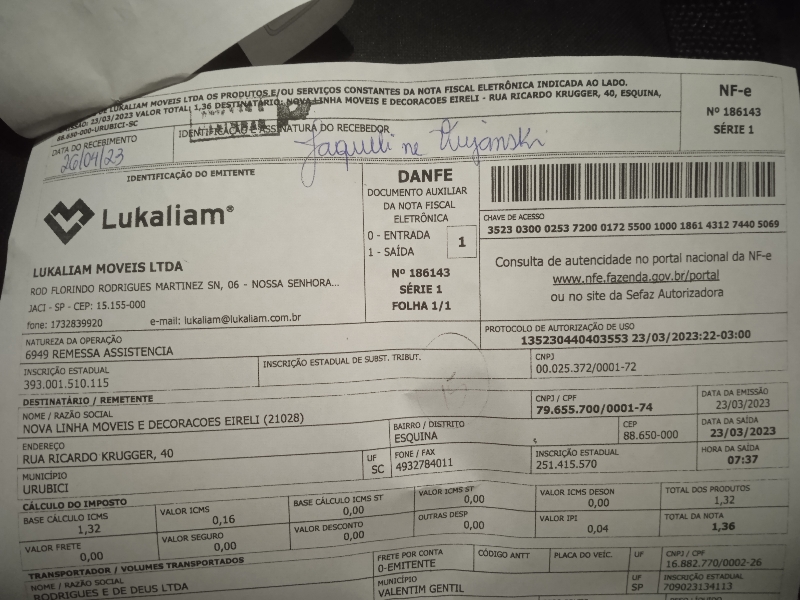 DE LUKALIAM MOVEIS LTDA OS PRODUTOS E/OU SERVIÇOS CONSTANTES DA NOTA FISCAL ELETRÔNICA INDICADA AO LADO.
23/03/2023 VALOR TOTAL: 1,36 DESTINATÁRIO: NOVA LINHA MOVEIS E DECORACOES EIRELI - RUA RICARDO KRUGGER, 40, ESQUINA,
88.650-000-URUBICI-SC
NF-e
Nº 186143
SÉRIE 1
DATA DO RECEBIMENTO
26/04/23
IDENTIFICAÇÃO E ASSINATURA DO RECEBEDOR
IDENTIFICAÇÃO DO EMITENTE
Lukaliam®
LUKALIAM MOVEIS LTDA
ROD FLORINDO RODRIGUES MARTINEZ SN, 06 - NOSSA SENHORA...
JACI - SP - CEP: 15.155-000
fone: 1732839920 e-mail: lukaliam@lukaliam.com.br
DANFE
DOCUMENTO AUXILIAR
DA NOTA FISCAL
ELETRÔNICA
0 - ENTRADA
1 - SAÍDA
1
Nº 186143
SÉRIE 1
FOLHA 1/1
CHAVE DE ACESSO
3523 0300 0253 7200 0172 5500 1000 1861 4312 7440 5069
Consulta de autencidade no portal nacional da NF-e
www.nfe.fazenda.gov.br/portal
ou no site da Sefaz Autorizadora
NATUREZA DA OPERAÇÃO
6949 REMESSA ASSISTENCIA
PROTOCOLO DE AUTORIZAÇÃO DE USO
135230440403553 23/03/2023:22-03:00
INSCRIÇÃO ESTADUAL
393.001.510.115
INSCRIÇÃO ESTADUAL DE SUBST. TRIBUT.
CNPJ
00.025.372/0001-72
DESTINATÁRIO / REMETENTE
NOME / RAZÃO SOCIAL
NOVA LINHA MOVEIS E DECORACOES EIRELI (21028)
CNPJ / CPF
79.655.700/0001-74
DATA DA EMISSÃO
23/03/2023
ENDEREÇO
RUA RICARDO KRUGGER, 40
BAIRRO / DISTRITO
ESQUINA
CEP
88.650-000
DATA DA SAÍDA
23/03/2023
MUNICÍPIO
URUBICI
UF
SC
FONE / FAX
4932784011
INSCRIÇÃO ESTADUAL
251.415.570
HORA DA SAÍDA
07:37
CÁLCULO DO IMPOSTO
BASE CÁLCULO ICMS
1,32
VALOR ICMS
0,16
BASE CÁLCULO ICMS ST
0,00
VALOR ICMS ST
0,00
VALOR ICMS DESON
0,00
TOTAL DOS PRODUTOS
1,32
VALOR FRETE
0,00
VALOR SEGURO
0,00
VALOR DESCONTO
0,00
OUTRAS DESP
0,00
VALOR IPI
0,04
TOTAL DA NOTA
1,36
TRANSPORTADOR / VOLUMES TRANSPORTADOS
NOME / RAZÃO SOCIAL
RODRIGUES E DE DEUS LTDA
FRETE POR CONTA
0-EMITENTE
CÓDIGO ANTT
PLACA DO VEÍC.
UF
CNPJ / CPF
16.882.770/0002-26
MUNICÍPIO
VALENTIM GENTIL
UF
SP
INSCRIÇÃO ESTADUAL
709023134113